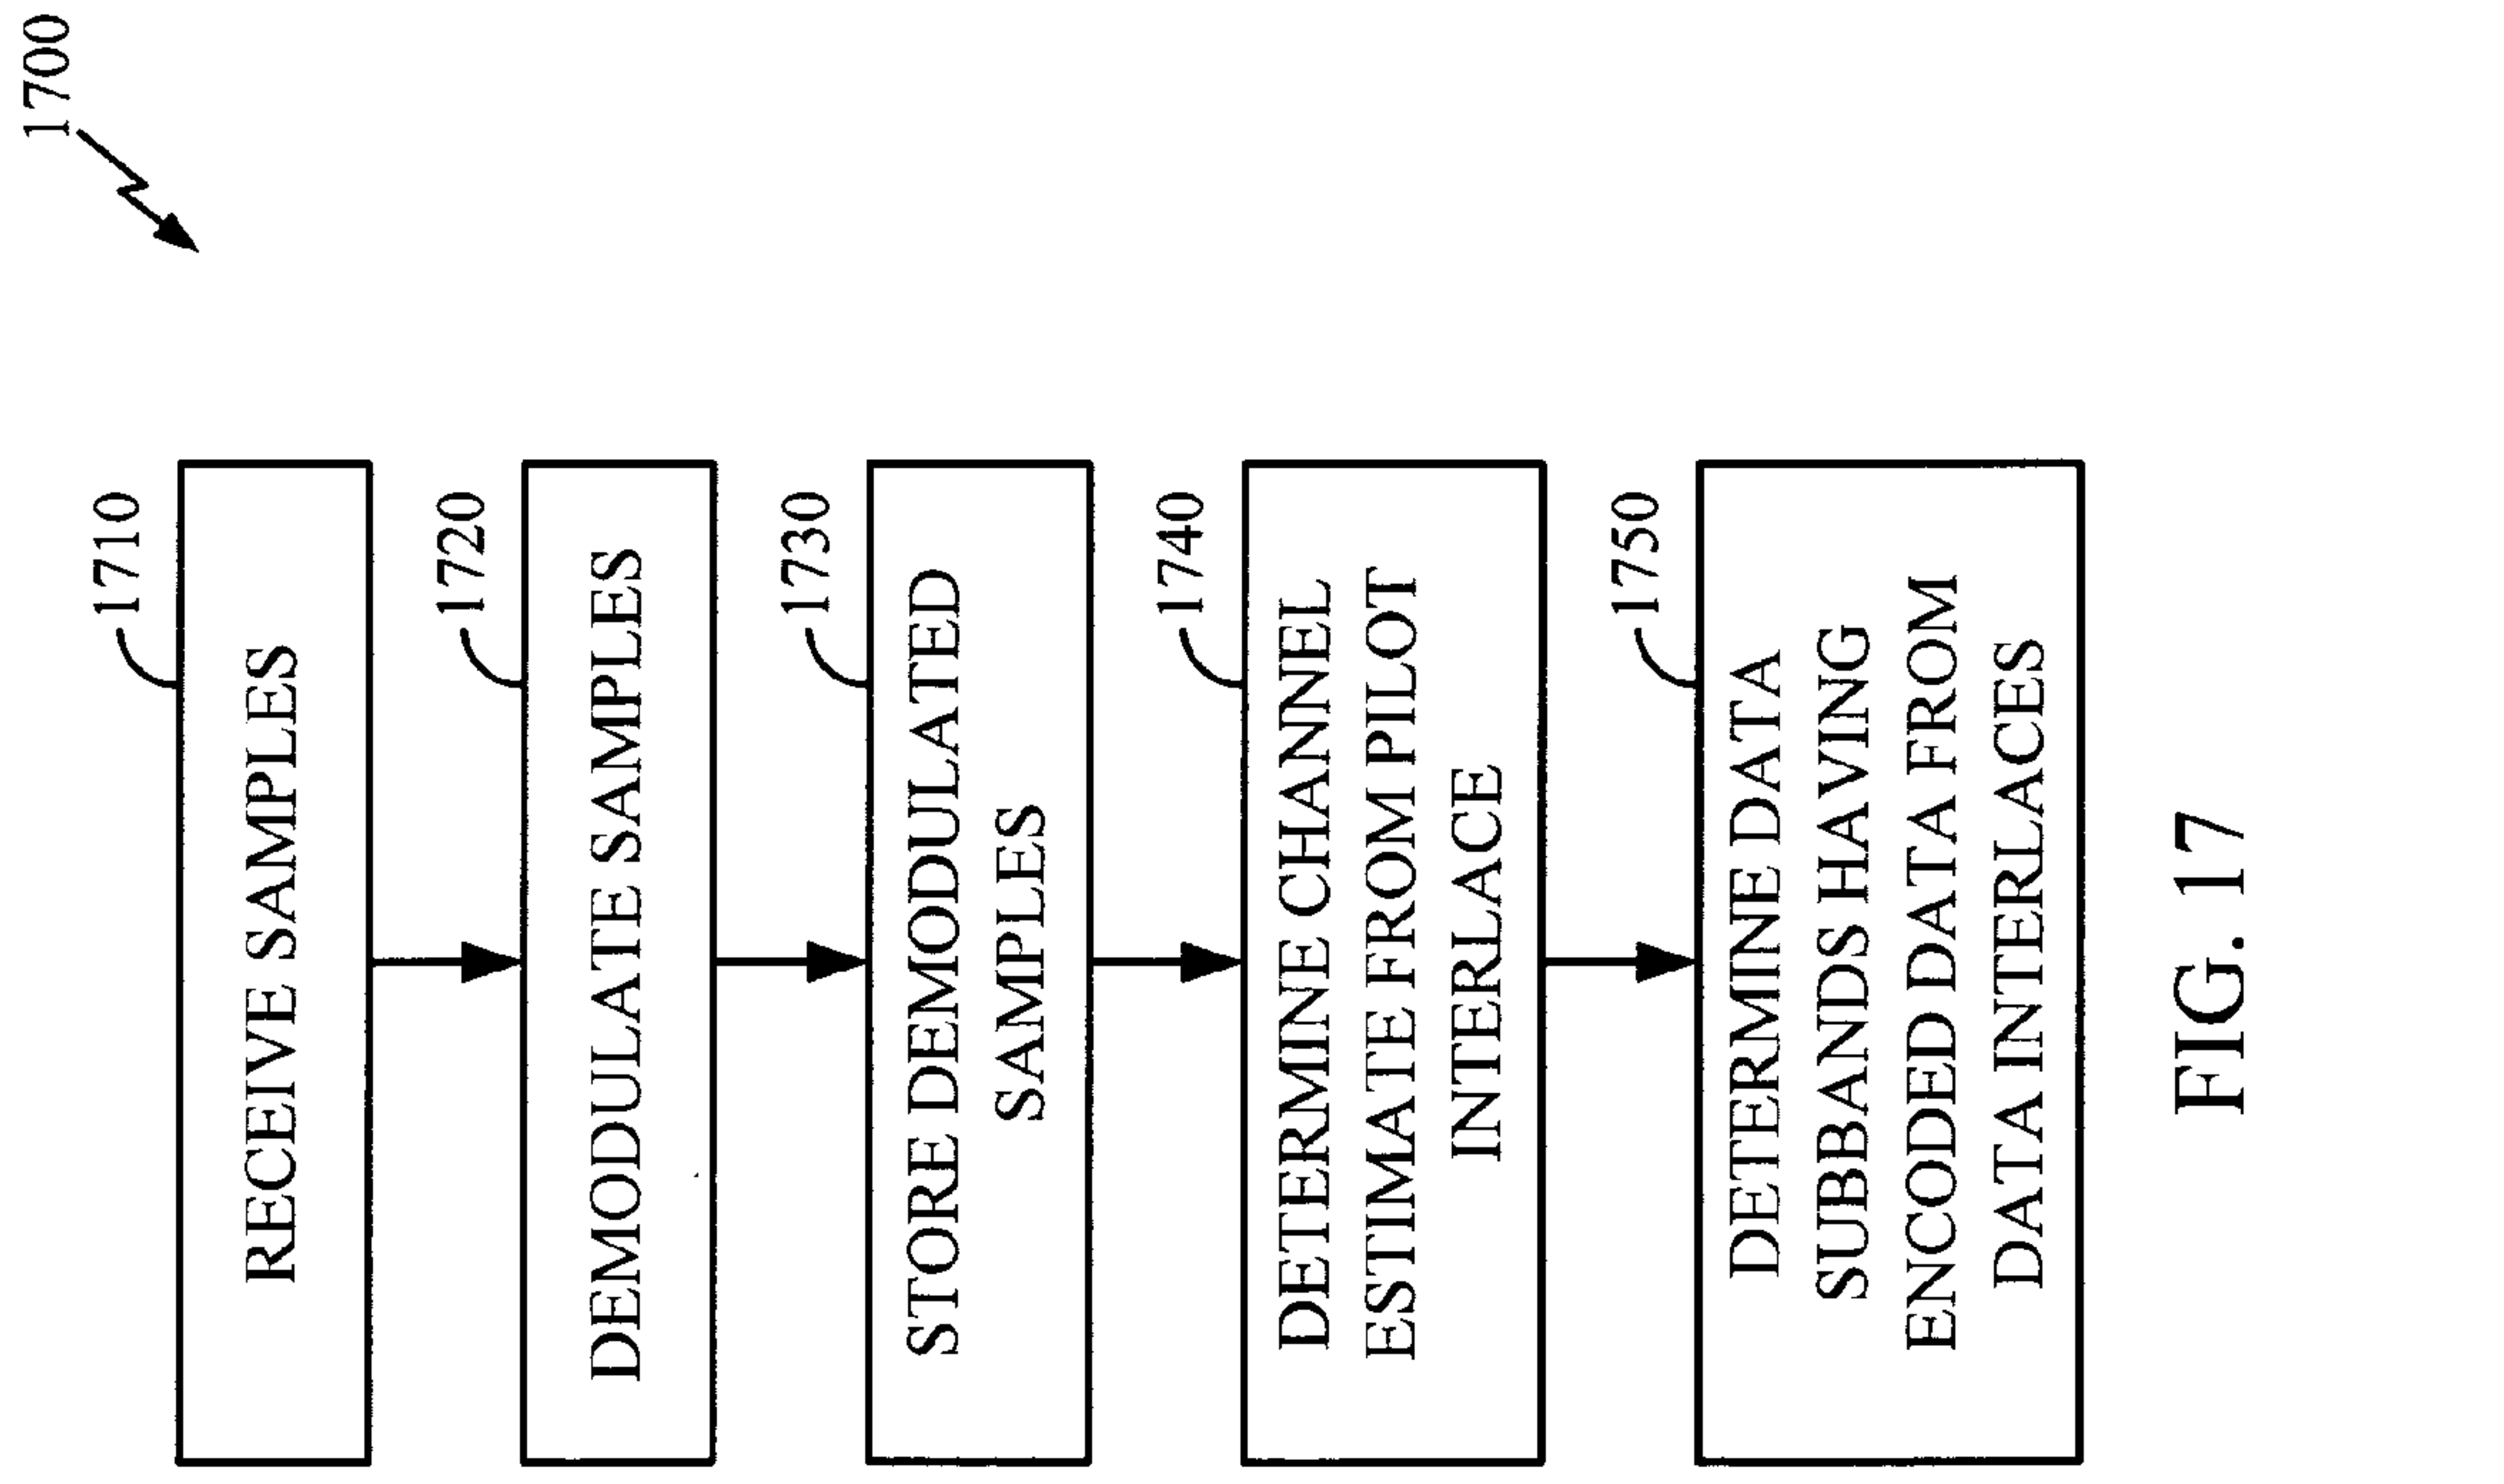 1700
1710
RECEIVE SAMPLES
1720
DEMODULATE SAMPLES
1730
STORE DEMODULATED
SAMPLES
1740
DETERMINE CHANNEL
ESTIMATE FROM PILOT
INTERLACE
1750
DETERMINE DATA
SUBBANDS HAVING
ENCODED DATA FROM
DATA INTERLACES
FIG. 17